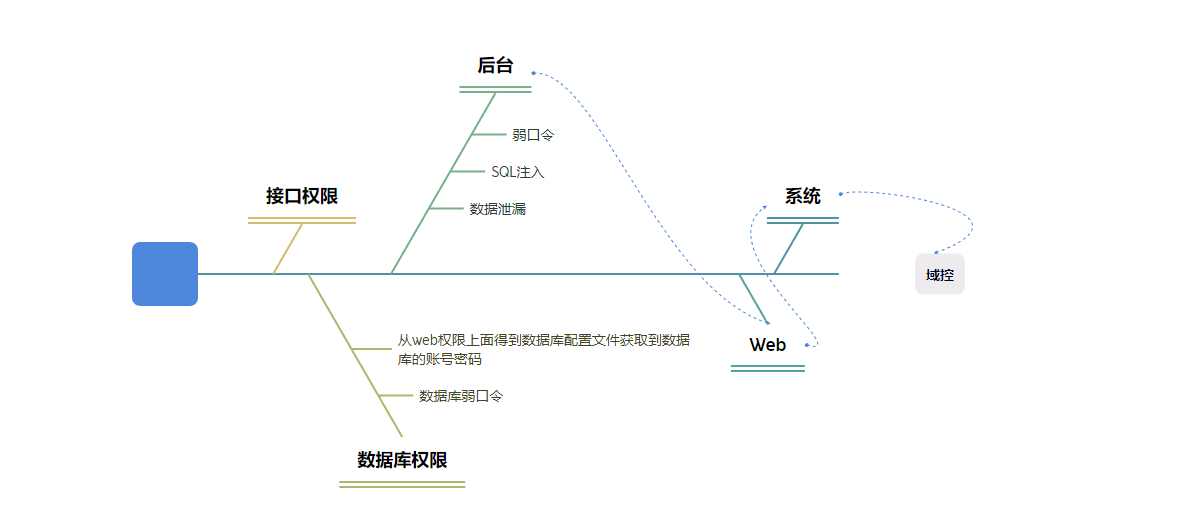 后台
弱口令
SQL注入
数据泄漏
接口权限
系统
域控
从web权限上面得到数据库配置文件获取到数据
库的账号密码
数据库弱口令
Web
数据库权限